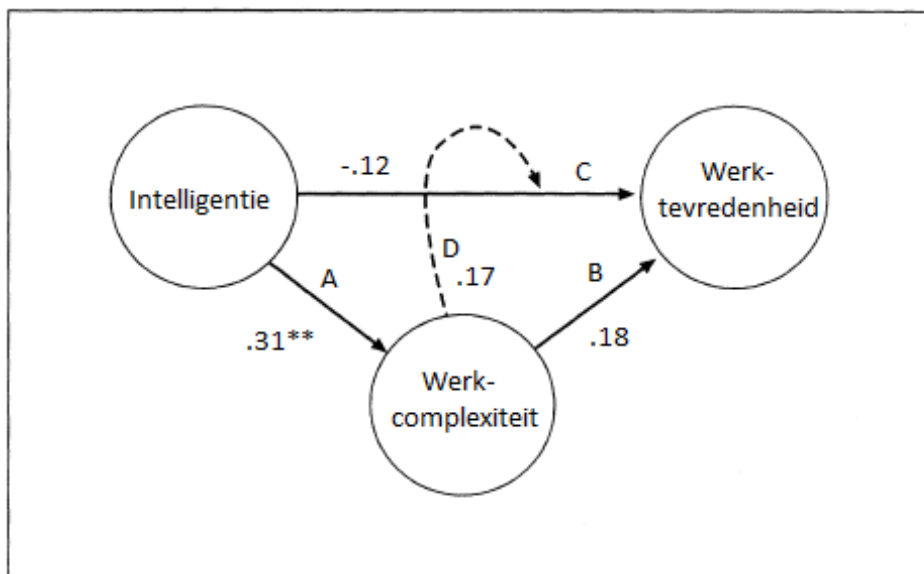 -.12
C
Intelligentie
Werk-
tevredenheid
D
A
.17
B
.31**
.18
Werk-
complexiteit